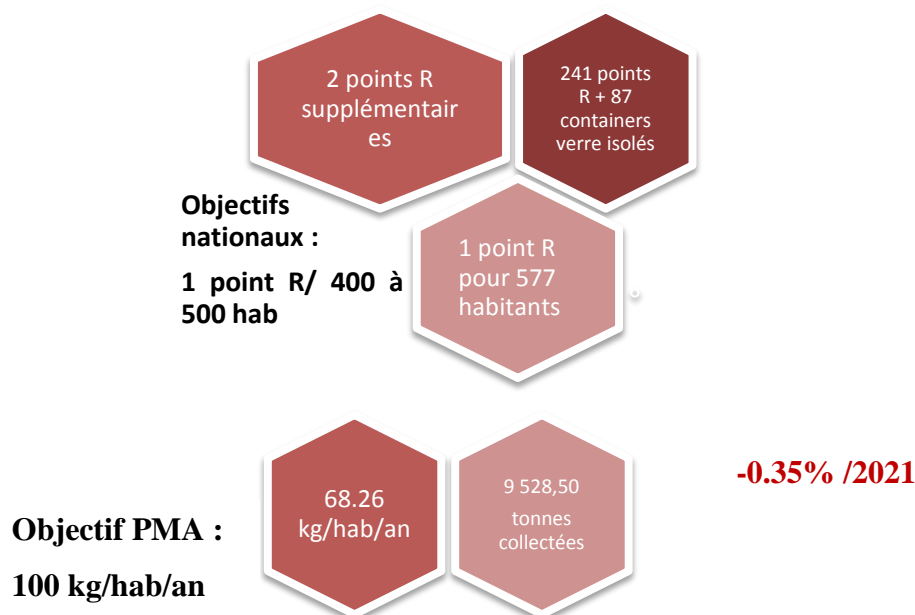 2 points R
supplémentair
es
241 points
R + 87
containers
verre isolés
Objectifs
nationaux :
1 point R/ 400 à
500 hab
1 point R
pour 577
habitants
68.26
kg/hab/an
9 528,50
tonnes
collectées
-0.35% /2021
Objectif PMA :
100 kg/hab/an